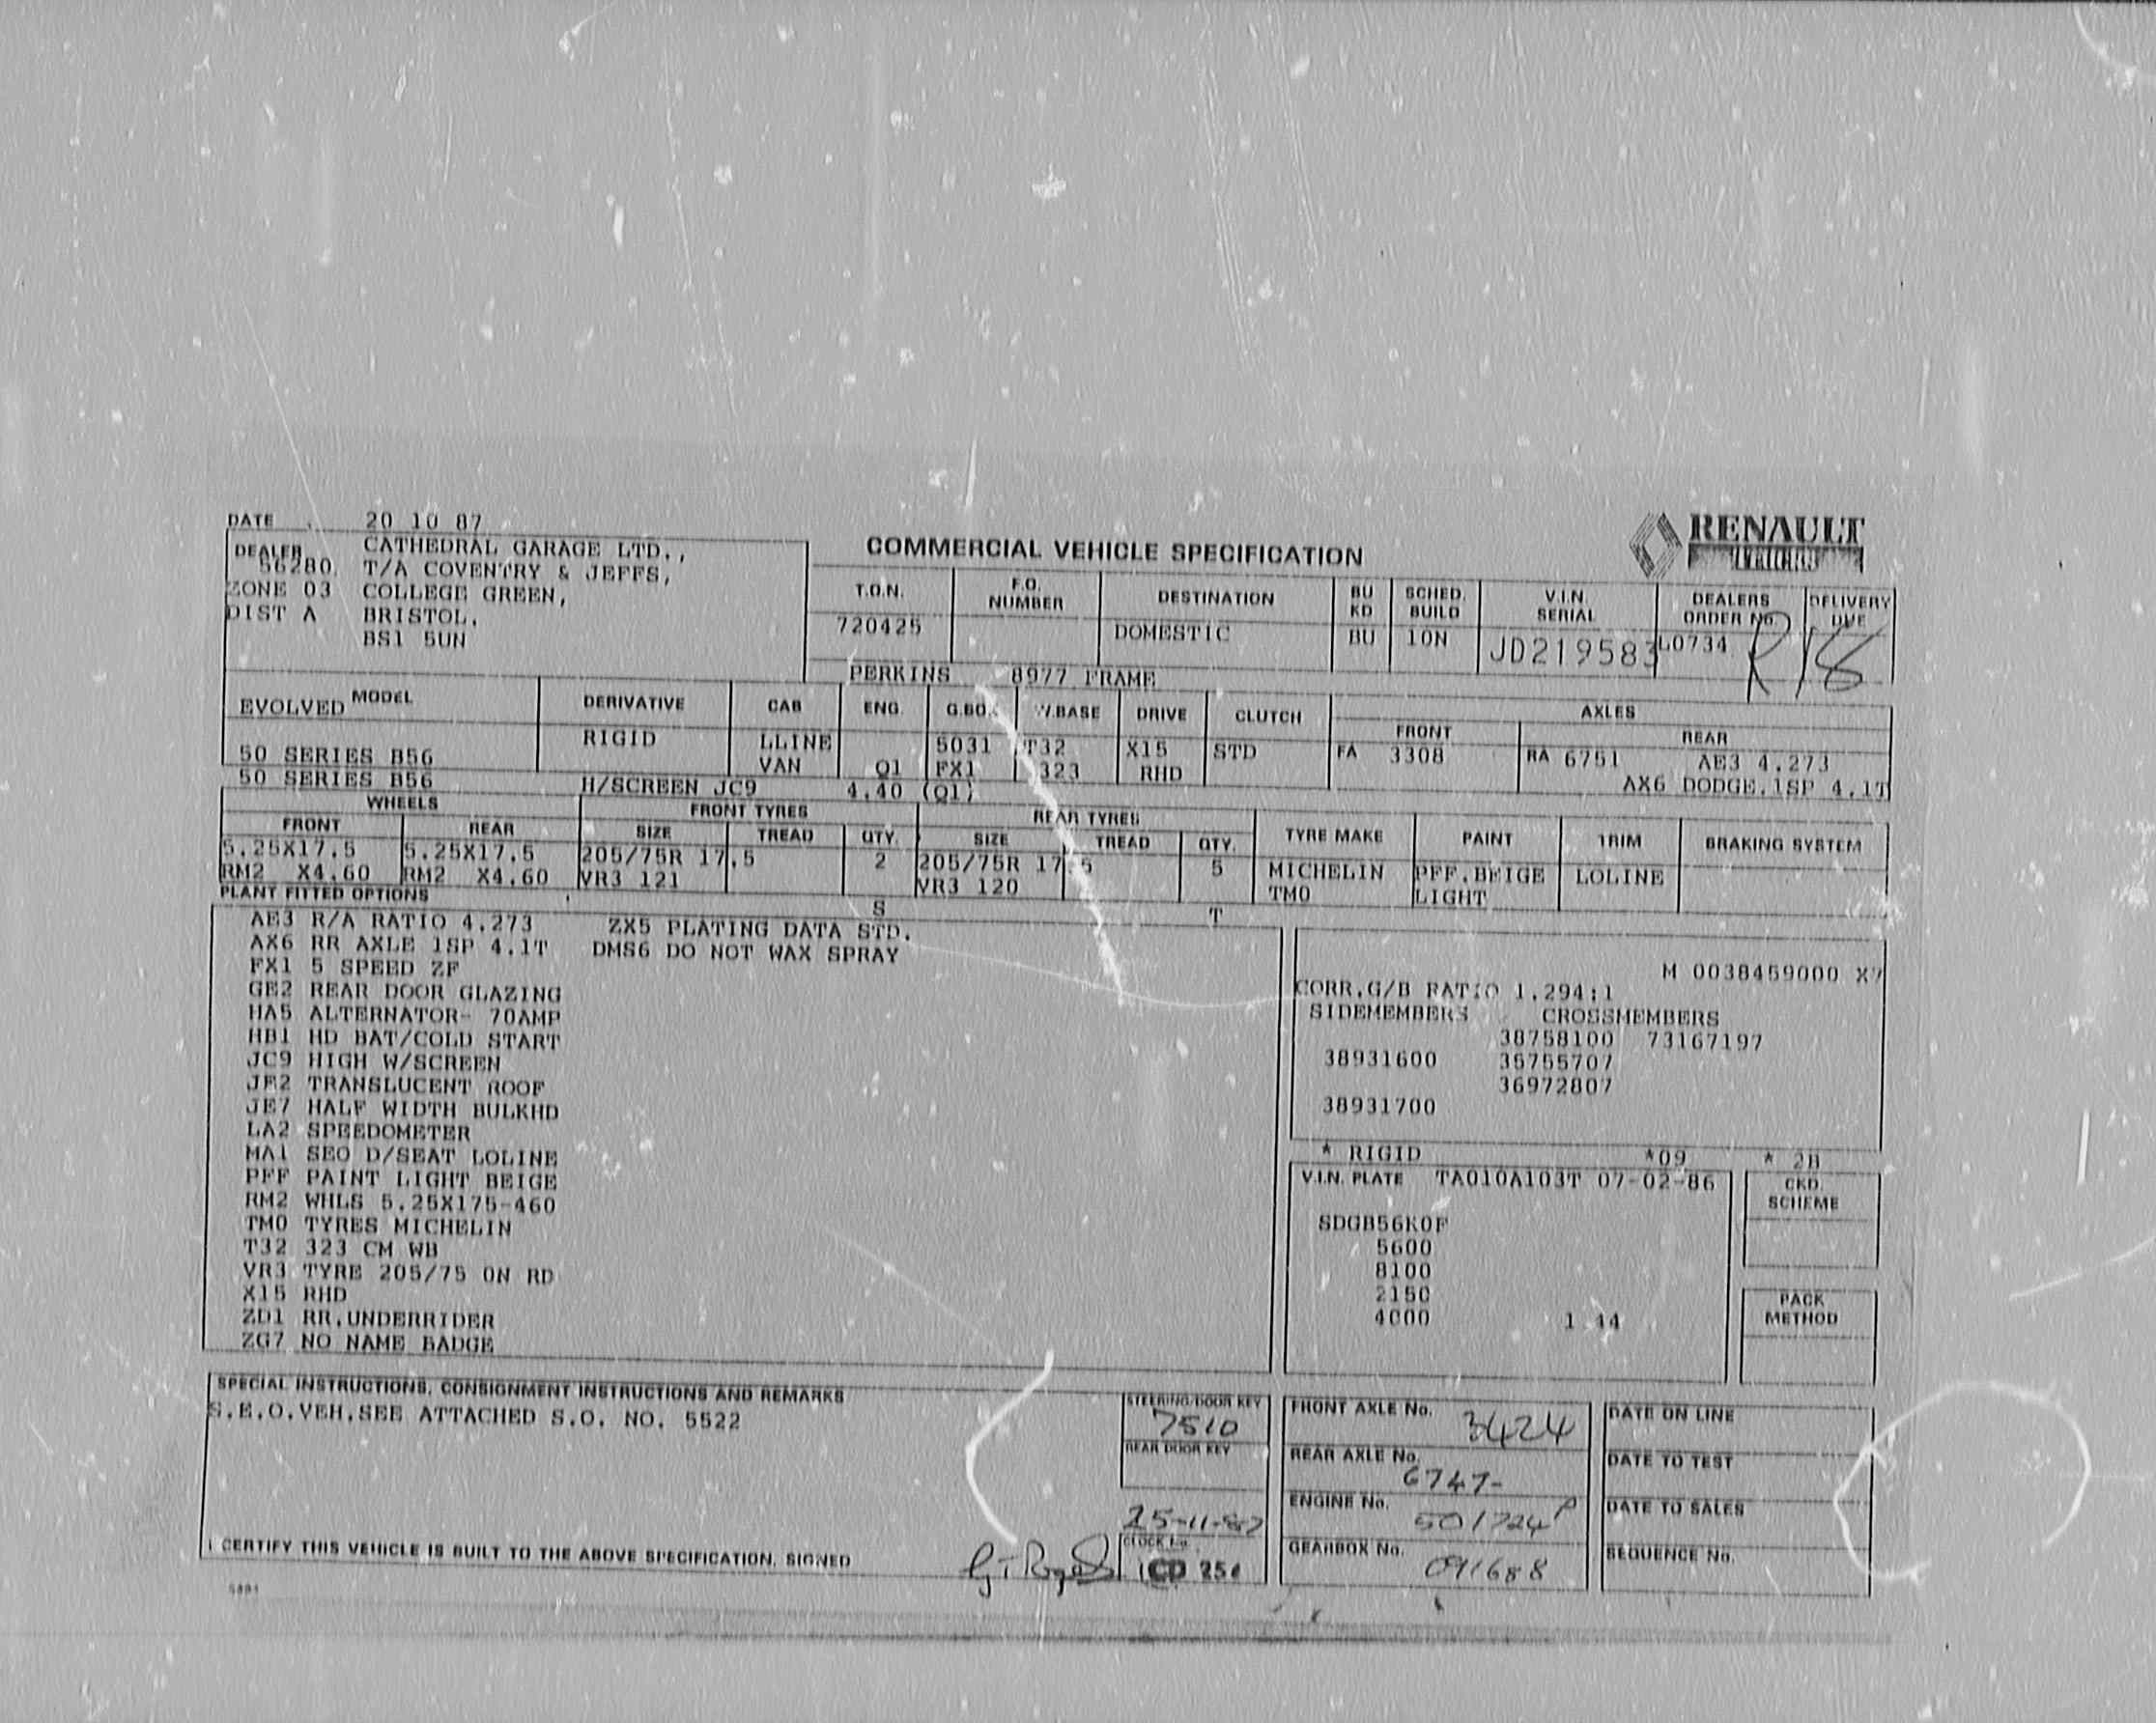 DATE 20 10 87
RENAULT
DEALER CATHEDRAL GARAGE LTD.,
56280 T/A COVENTRY & JEFFS,
ZONE 03 COLLEGE GREEN,
DIST A BRISTOL,
BS1 5UN
COMMERCIAL VEHICLE SPECIFICATION
T.O.N. F.O. NUMBER DESTINATION BU KD SCHED. BUILD V.I.N. SERIAL DEALERS ORDER No. DELIVERY DUE
720425 DOMESTIC BU 10N JD219583 L0734 R18
PERKINS 8977 FRAME
MODEL DERIVATIVE CAB ENG. G.BO. W.BASE DRIVE CLUTCH AXLES
EVOLVED FRONT REAR
RIGID LLINE 5031 T32 X15 STD FA 3308 RA 6751 AE3 4.273
50 SERIES B56 VAN Q1 FX1 323 RHD
50 SERIES B56 H/SCREEN JC9 4.40 (Q1) AX6 DODGE.1SP 4.1T
WHEELS FRONT TYRES REAR TYRES TYRE MAKE PAINT TRIM BRAKING SYSTEM
FRONT REAR SIZE TREAD QTY. SIZE TREAD QTY.
5.25X17.5 5.25X17.5 205/75R 17.5 2 205/75R 17.5 5 MICHELIN PFF.BEIGE LOLINE
RM2 X4.60 RM2 X4.60 VR3 121 VR3 120 TM0 LIGHT
PLANT FITTED OPTIONS
S T
AE3 R/A RATIO 4.273 ZX5 PLATING DATA STD.
AX6 RR AXLE 1SP 4.1T DMS6 DO NOT WAX SPRAY
FX1 5 SPEED ZF
GE2 REAR DOOR GLAZING
HA5 ALTERNATOR- 70AMP
HB1 HD BAT/COLD START
JC9 HIGH W/SCREEN
JE2 TRANSLUCENT ROOF
JE7 HALF WIDTH BULKHD
LA2 SPEEDOMETER
MA1 SEO D/SEAT LOLINE
PFF PAINT LIGHT BEIGE
RM2 WHLS 5.25X175-460
TM0 TYRES MICHELIN
T32 323 CM WB
VR3 TYRE 205/75 ON RD
X15 RHD
ZD1 RR.UNDERRIDER
ZG7 NO NAME BADGE
M 0038459000 X7
CORR.G/B RATIO 1.294:1
SIDEMEMBERS CROSSMEMBERS
38758100 73167197
38931600 35755707
36972807
38931700
* RIGID *09 * 2B
V.I.N. PLATE TA010A103T 07-02-86
SDGB56K0F
5600
8100
2150
4000 1.44
CKD. SCHEME
PACK METHOD
SPECIAL INSTRUCTIONS, CONSIGNMENT INSTRUCTIONS AND REMARKS
S.E.O.VEH.SEE ATTACHED S.O. NO. 5522
STEERING/DOOR KEY
7510
REAR DOOR KEY
25-11-87
CLOCK No.
CD
FRONT AXLE No. 3424
REAR AXLE No. 6747-
ENGINE No. 501724P
GEARBOX No. 091688
DATE ON LINE
DATE TO TEST
DATE TO SALES
SEQUENCE No.
I CERTIFY THIS VEHICLE IS BUILT TO THE ABOVE SPECIFICATION. SIGNED